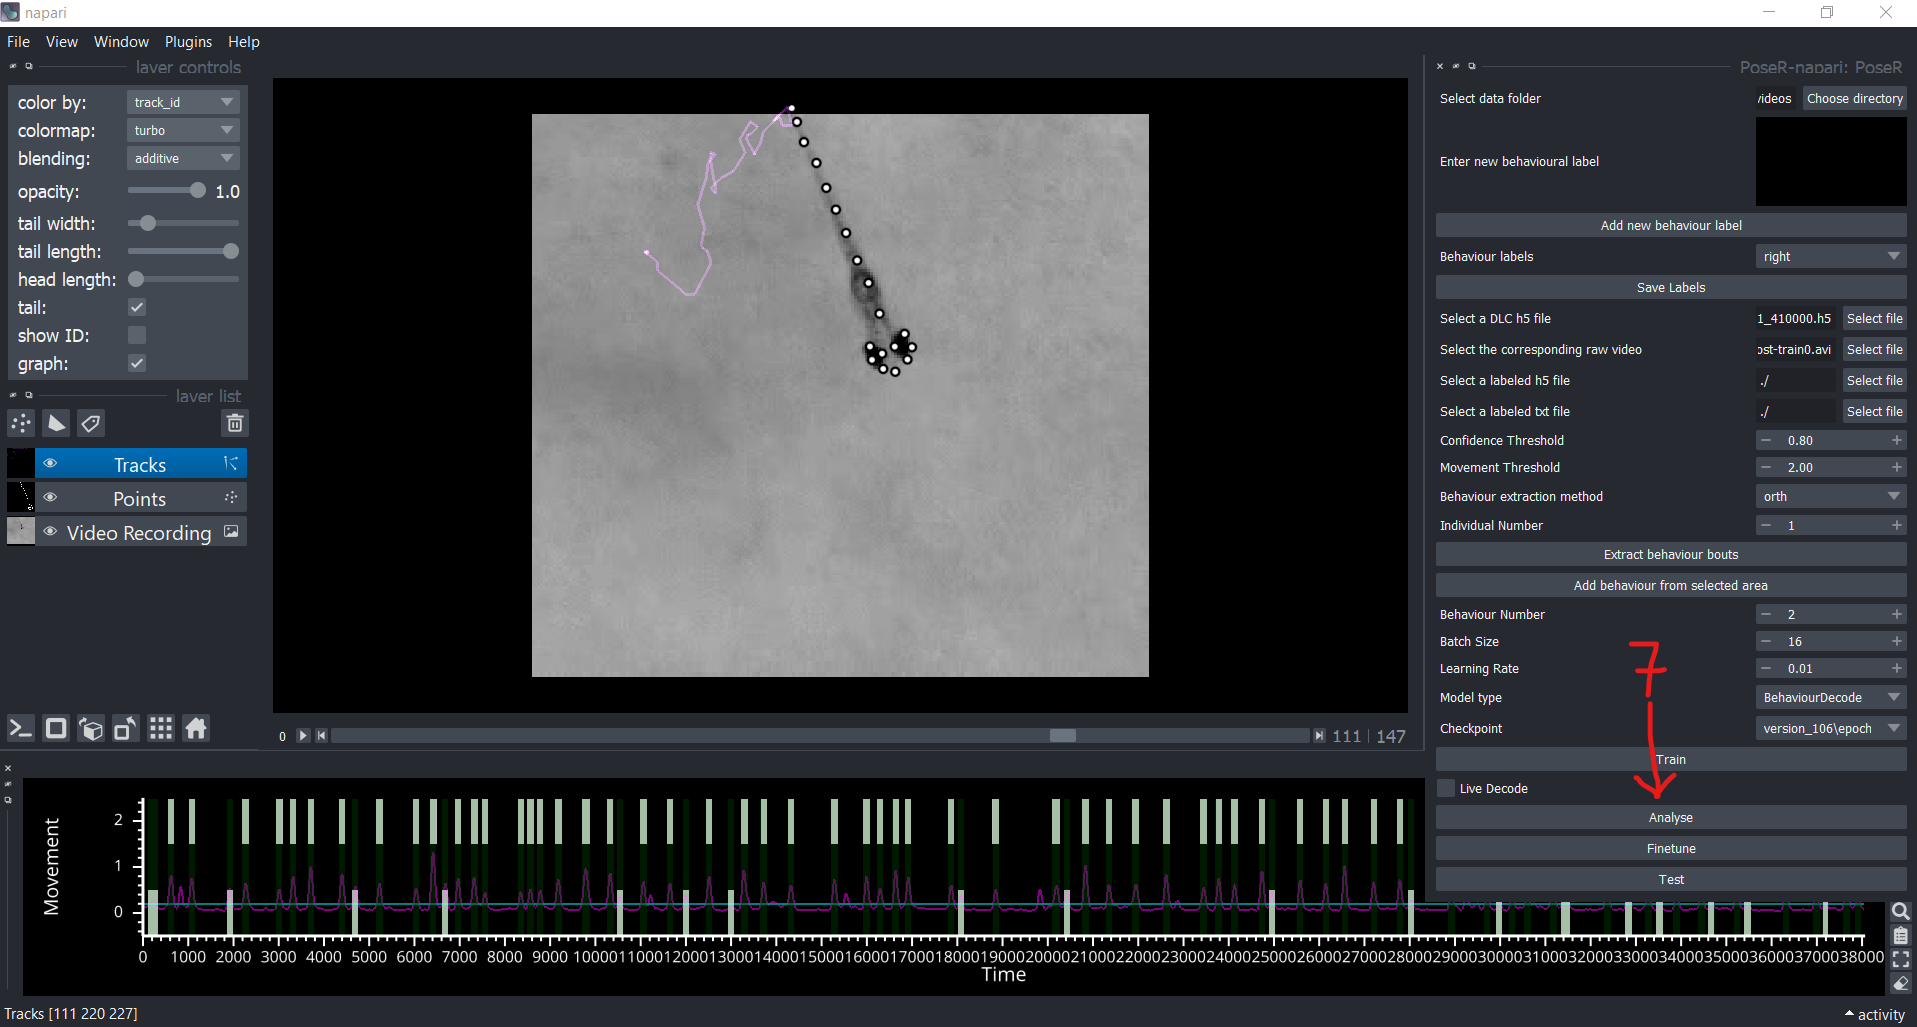 napari
File View Window Plugins Help
layer controls
color by: track_id
colormap: turbo
blending: additive
opacity: 1.0
tail width:
tail length:
head length:
tail:
show ID:
graph:
layer list
Tracks
Points
Video Recording
0 111 147
PoseR-napari: PoseR
Select data folder videos Choose directory
Enter new behavioural label
Add new behaviour label
Behaviour labels right
Save Labels
Select a DLC h5 file 1_410000.h5 Select file
Select the corresponding raw video ost-train0.avi Select file
Select a labeled h5 file ./ Select file
Select a labeled txt file ./ Select file
Confidence Threshold 0.80
Movement Threshold 2.00
Behaviour extraction method orth
Individual Number 1
Extract behaviour bouts
Add behaviour from selected area
Behaviour Number 2
Batch Size 16
7
Learning Rate 0.01
Model type BehaviourDecode
Checkpoint version_106\epoch
Train
Live Decode
Analyse
Finetune
Test
Movement
2
1
0
0 1000 2000 3000 4000 5000 6000 7000 8000 9000 10000 11000 12000 13000 14000 15000 16000 17000 18000 19000 20000 21000 22000 23000 24000 25000 26000 27000 28000 29000 30000 31000 32000 33000 34000 35000 36000 37000 38000
Time
Tracks [111 220 227]
activity